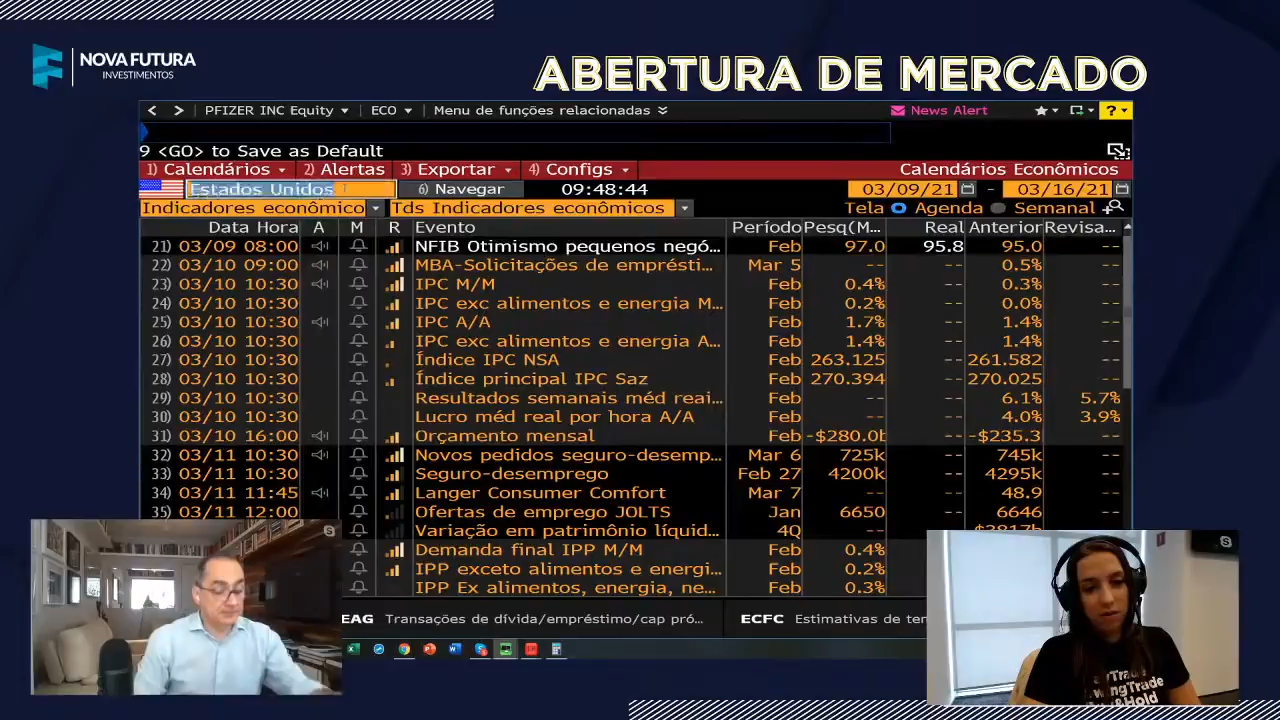 NOVA FUTURA
INVESTIMENTOS
ABERTURA DE MERCADO
PFIZER INC Equity ECO Menu de funções relacionadas News Alert ?
9 <GO> to Save as Default
1) Calendários 2) Alertas 3) Exportar 4) Configs Calendários Econômicos
Estados Unidos 6) Navegar 09:48:44 03/09/21 - 03/16/21
Indicadores econômico Tds Indicadores econômicos Tela Agenda Semanal
Data Hora A M R Evento Período Pesq(M... Real Anterior Revisa...
21) 03/09 08:00 NFIB Otimismo pequenos negó... Feb 97.0 95.8 95.0 --
22) 03/10 09:00 MBA-Solicitações de emprésti... Mar 5 -- -- 0.5% --
23) 03/10 10:30 IPC M/M Feb 0.4% -- 0.3% --
24) 03/10 10:30 IPC exc alimentos e energia M... Feb 0.2% -- 0.0% --
25) 03/10 10:30 IPC A/A Feb 1.7% -- 1.4% --
26) 03/10 10:30 IPC exc alimentos e energia A... Feb 1.4% -- 1.4% --
27) 03/10 10:30 Índice IPC NSA Feb 263.125 -- 261.582 --
28) 03/10 10:30 Índice principal IPC Saz Feb 270.394 -- 270.025 --
29) 03/10 10:30 Resultados semanais méd reai... Feb -- -- 6.1% 5.7%
30) 03/10 10:30 Lucro méd real por hora A/A Feb -- -- 4.0% 3.9%
31) 03/10 16:00 Orçamento mensal Feb -$280.0b -- -$235.3 --
32) 03/11 10:30 Novos pedidos seguro-desemp... Mar 6 725k -- 745k --
33) 03/11 10:30 Seguro-desemprego Feb 27 4200k -- 4295k --
34) 03/11 11:45 Langer Consumer Comfort Mar 7 -- -- 48.9 --
35) 03/11 12:00 Ofertas de emprego JOLTS Jan 6650 -- 6646 --
Variação em patrimônio líquid... 4Q -- --
Demanda final IPP M/M Feb 0.4%
IPP exceto alimentos e energi... Feb 0.2%
IPP Ex alimentos, energia, ne... Feb 0.3%
EAG Transações de dívida/empréstimo/cap pró... ECFC Estimativas de